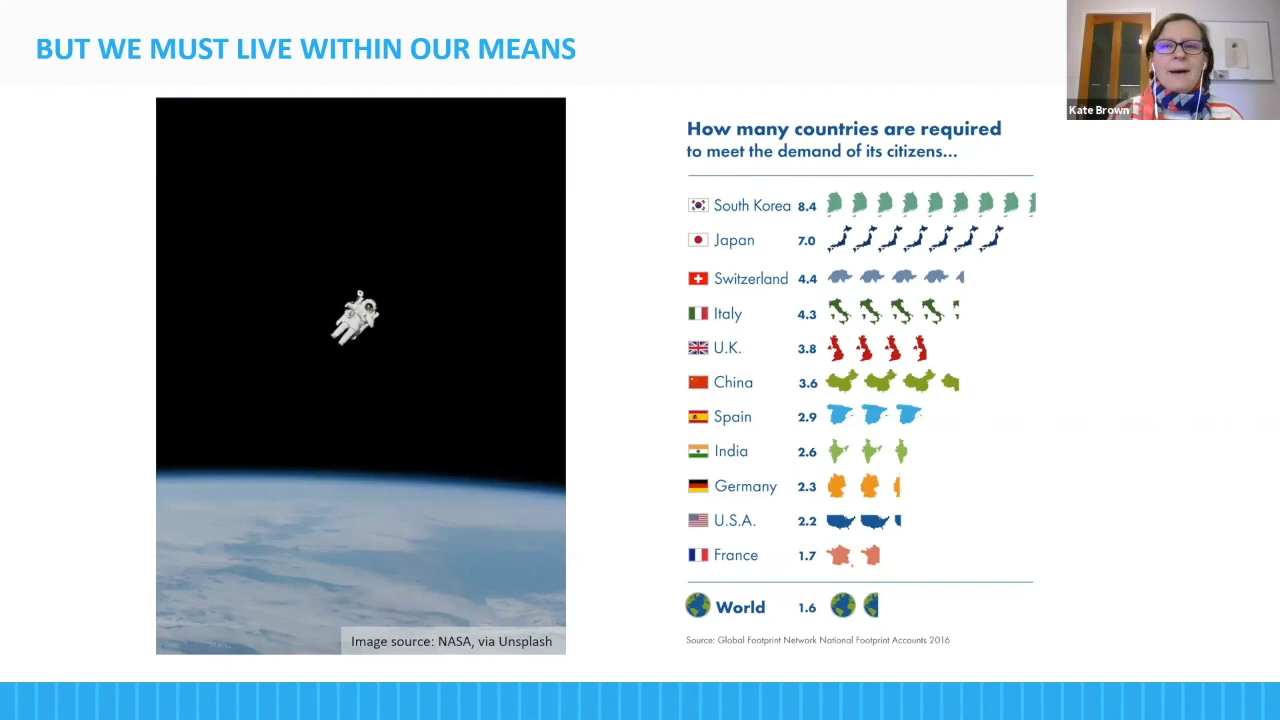 BUT WE MUST LIVE WITHIN OUR MEANS
Kate Brown
How many countries are required
to meet the demand of its citizens...
South Korea 8.4
Japan 7.0
Switzerland 4.4
Italy 4.3
U.K. 3.8
China 3.6
Spain 2.9
India 2.6
Germany 2.3
U.S.A. 2.2
France 1.7
World 1.6
Image source: NASA, via Unsplash
Source: Global Footprint Network National Footprint Accounts 2016